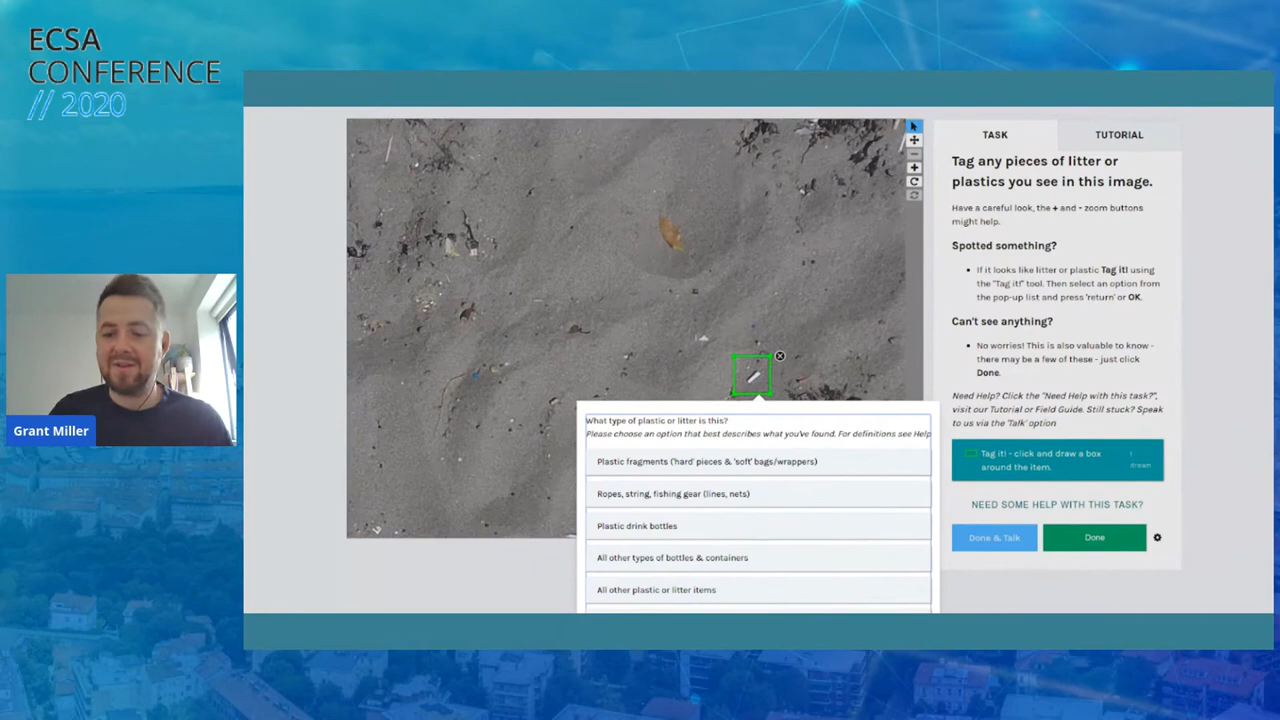 ECSA
CONFERENCE
// 2020
Grant Miller
TASK
TUTORIAL
Tag any pieces of litter or
plastics you see in this image.
Have a careful look, the + and - zoom buttons
might help.
Spotted something?
If it looks like litter or plastic Tag it! using
the "Tag it!" tool. Then select an option from
the pop-up list and press 'return' or OK.
Can't see anything?
No worries! This is also valuable to know -
there may be a few of these - just click
Done.
Need Help? Click the "Need Help with this task?",
visit our Tutorial or Field Guide. Still stuck? Speak
to us via the 'Talk' option
Tag it! - click and draw a box
around the item.
1
drawn
NEED SOME HELP WITH THIS TASK?
Done & Talk
Done
What type of plastic or litter is this?
Please choose an option that best describes what you've found. For definitions see Help
Plastic fragments ('hard' pieces & 'soft' bags/wrappers)
Ropes, string, fishing gear (lines, nets)
Plastic drink bottles
All other types of bottles & containers
All other plastic or litter items